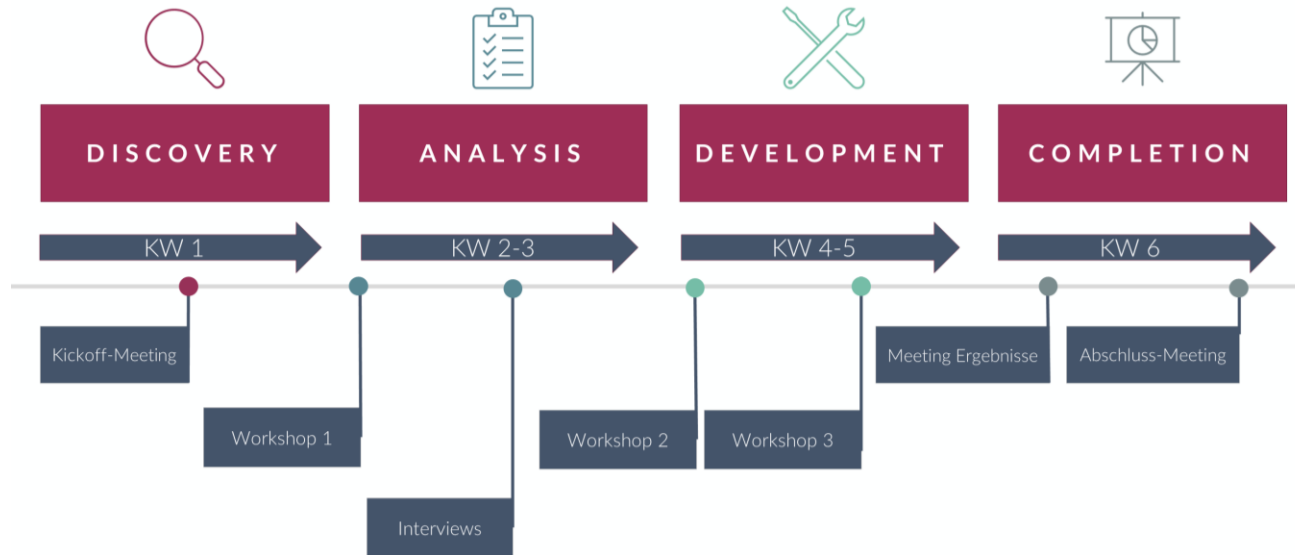 DISCOVERY
ANALYSIS
DEVELOPMENT
COMPLETION
KW 1
KW 2-3
KW 4-5
KW 6
Kickoff-Meeting
Workshop 1
Interviews
Workshop 2
Workshop 3
Meeting Ergebnisse
Abschluss-Meeting